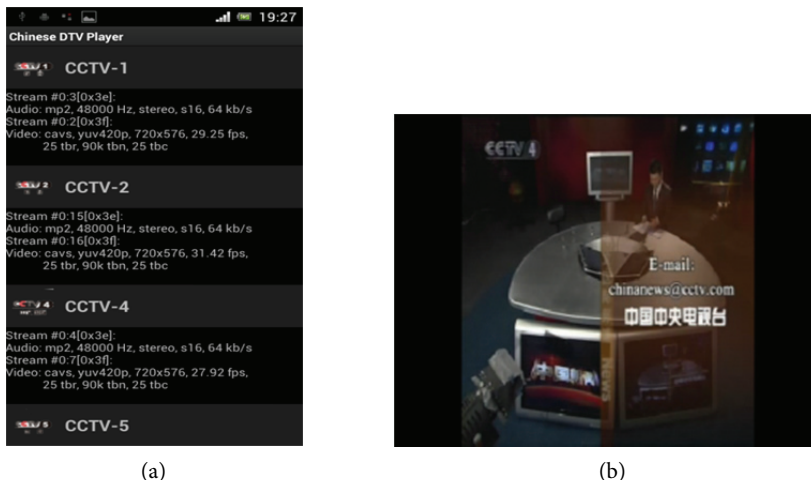 19:27
Chinese DTV Player
CCTV-1
Stream #0:3[0x3e]:
Audio: mp2, 48000 Hz, stereo, s16, 64 kb/s
Stream #0:2[0x3f]:
Video: cavs, yuv420p, 720x576, 29.25 fps,
25 tbr, 90k tbn, 25 tbc
CCTV-2
Stream #0:15[0x3e]:
Audio: mp2, 48000 Hz, stereo, s16, 64 kb/s
Stream #0:16[0x3f]:
Video: cavs, yuv420p, 720x576, 31.42 fps,
25 tbr, 90k tbn, 25 tbc
CCTV-4
Stream #0:4[0x3e]:
Audio: mp2, 48000 Hz, stereo, s16, 64 kb/s
Stream #0:7[0x3f]:
Video: cavs, yuv420p, 720x576, 27.92 fps,
25 tbr, 90k tbn, 25 tbc
CCTV-5
(a)
CCTV 4
E-mail:
chinanews@cctv.com
中国中央电视台
中国
NEWS
(b)